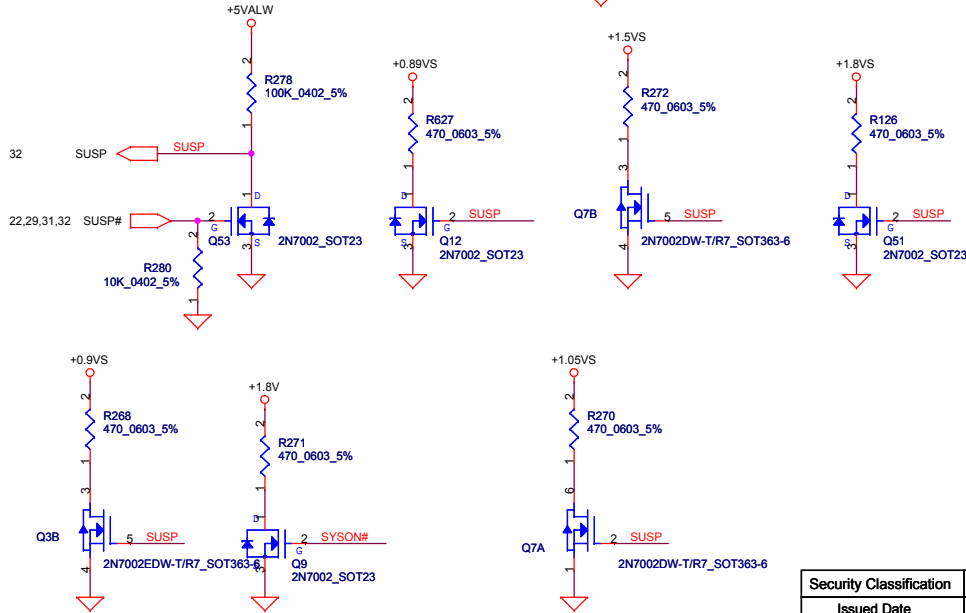 +5VALW
2
R278
100K_0402_5%
1
32
SUSP
SUSP
22,29,31,32
SUSP#
1
D
2
G
Q53
S
3
2N7002_SOT23
2
R280
10K_0402_5%
1
+0.89VS
2
R627
470_0603_5%
1
1
D
2
SUSP
G
S
3
Q12
2N7002_SOT23
+1.5VS
2
R272
470_0603_5%
1
3
Q7B
5
SUSP
4
2N7002DW-T/R7_SOT363-6
+1.8VS
2
R126
470_0603_5%
1
1
D
2
SUSP
G
S
3
Q51
2N7002_SOT23
+0.9VS
2
R268
470_0603_5%
1
3
Q3B
5
SUSP
4
2N7002EDW-T/R7_SOT363-6
+1.8V
2
R271
470_0603_5%
1
1
D
2
SYSON#
G
S
3
Q9
2N7002_SOT23
+1.05VS
2
R270
470_0603_5%
1
6
Q7A
2
SUSP
1
2N7002DW-T/R7_SOT363-6
Security Classification
Issued Date